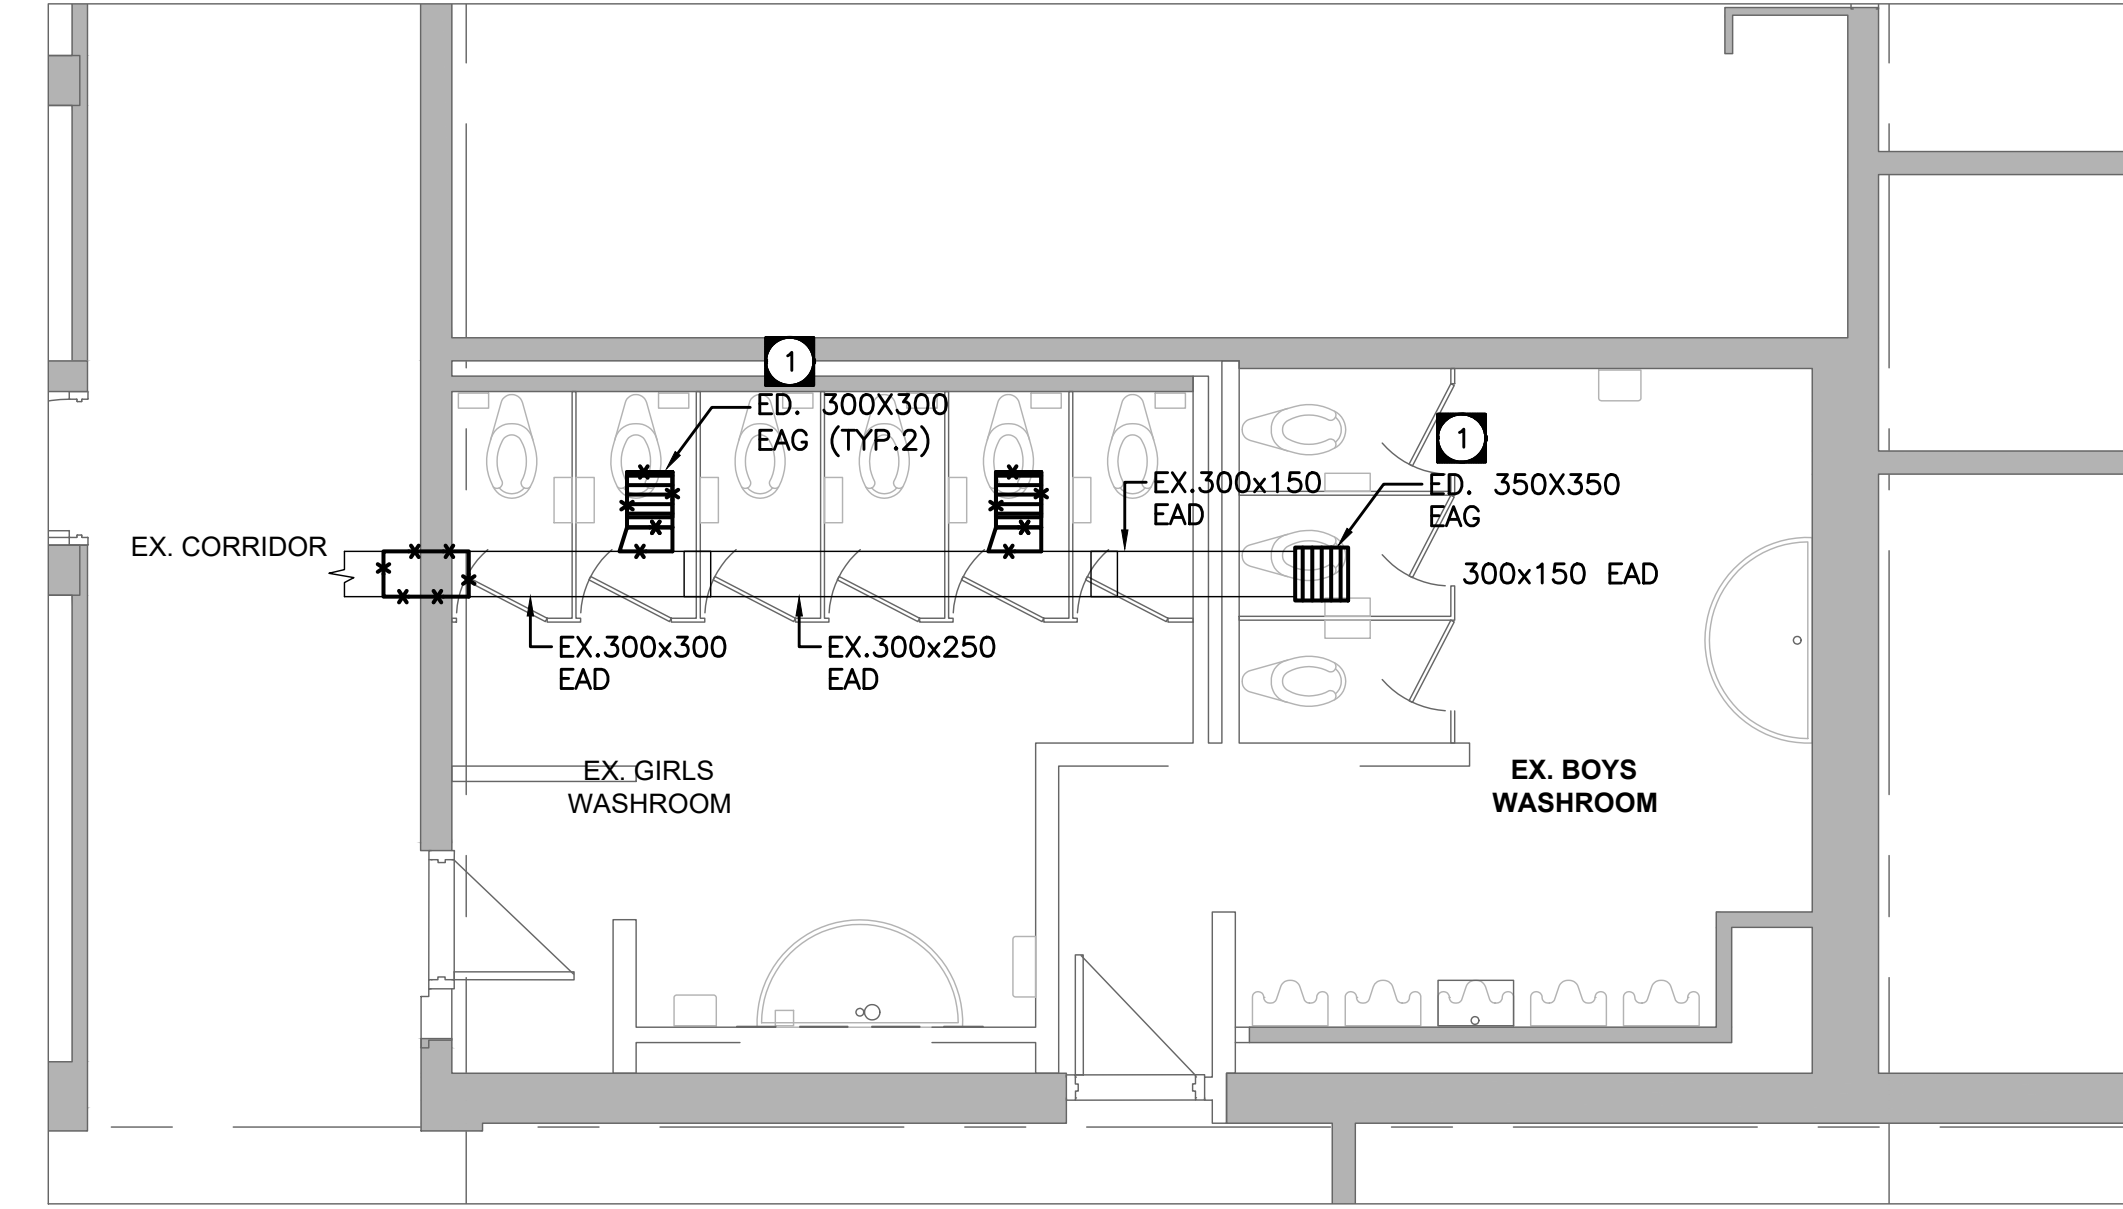 1
ED. 300X300
EAG (TYP.2)
1
EX.300x150
EAD
ED. 350X350
EAG
EX. CORRIDOR
300x150 EAD
EX.300x300
EAD
EX.300x250
EAD
EX. GIRLS
WASHROOM
EX. BOYS
WASHROOM